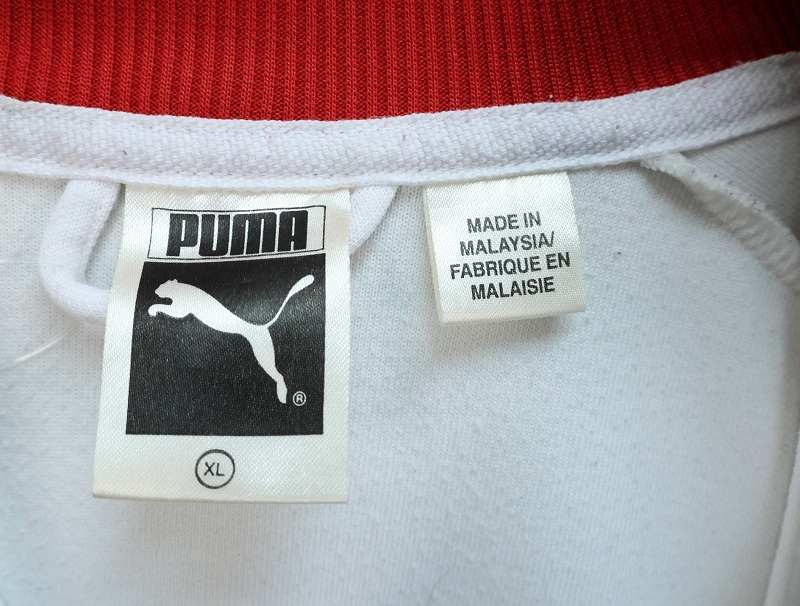 PUMA
®
XL
MADE IN
MALAYSIA/
FABRIQUE EN
MALAISIE